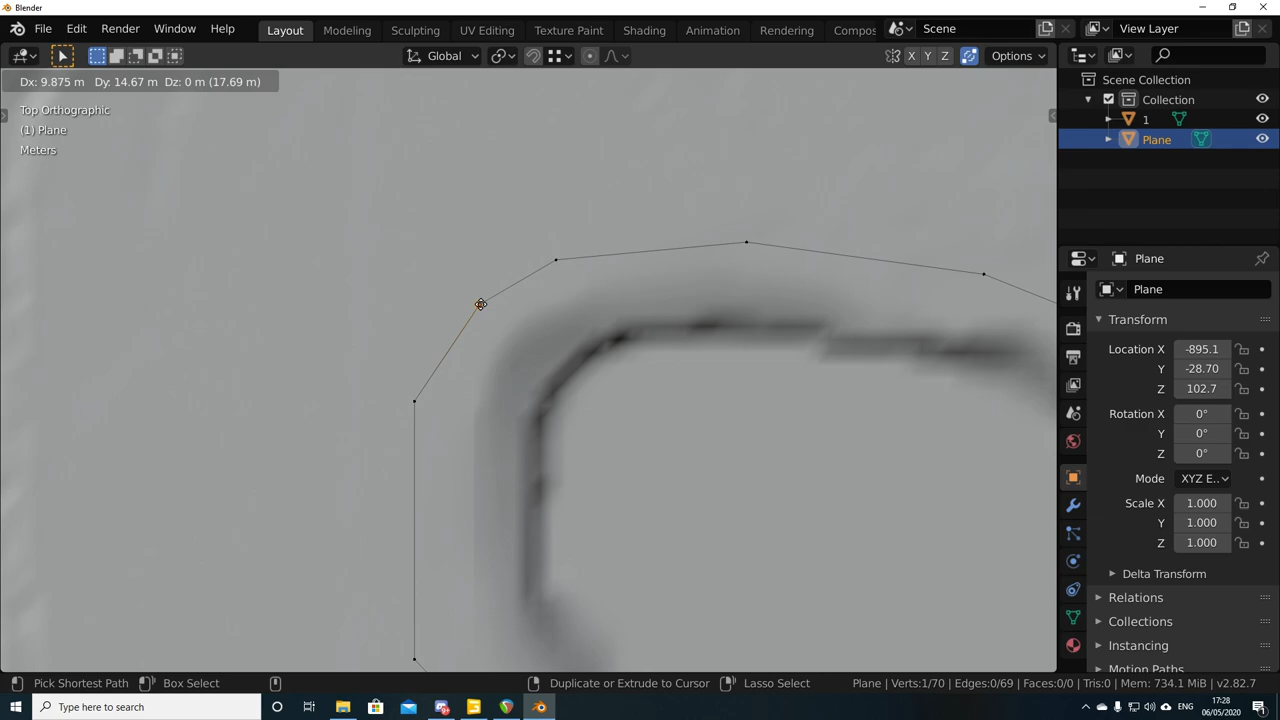 Blender
File Edit Render Window Help Layout Modeling Sculpting UV Editing Texture Paint Shading Animation Rendering Compos Scene View Layer
Global X Y Z Options
Dx: 9.875 m Dy: 14.67 m Dz: 0 m (17.69 m)
Top Orthographic
(1) Plane
Meters
Scene Collection
Collection
1
Plane
Plane
Plane
Transform
Location X -895.1
Y -28.70
Z 102.7
Rotation X 0°
Y 0°
Z 0°
Mode XYZ E..
Scale X 1.000
Y 1.000
Z 1.000
Delta Transform
Relations
Collections
Instancing
Motion Paths
Pick Shortest Path Box Select Duplicate or Extrude to Cursor Lasso Select Plane | Verts:1/70 | Edges:0/69 | Faces:0/0 | Tris:0 | Mem: 734.1 MiB | v2.82.7
Type here to search ENG 17:28
06/05/2020